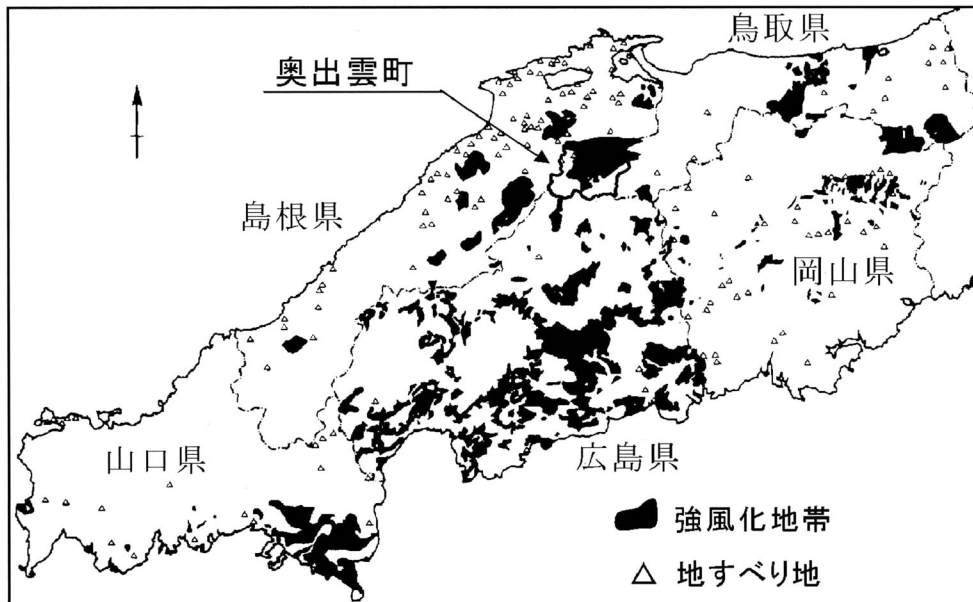 鳥取県
奥出雲町
島根県
岡山県
山口県
広島県
強風化地帯
地すべり地